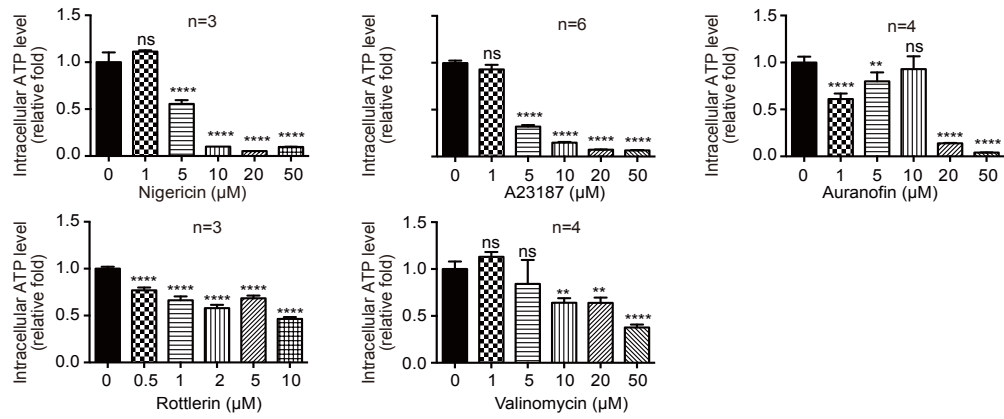 Intracellular ATP level
(relative fold)
1.5
1.0
0.5
0.0
n=3
ns
****
****
****
****
0 1 5 10 20 50
Nigericin (μM)
Intracellular ATP level
(relative fold)
1.5
1.0
0.5
0.0
n=6
ns
****
****
****
****
0 1 5 10 20 50
A23187 (μM)
Intracellular ATP level
(relative fold)
1.5
1.0
0.5
0.0
n=4
****
**
ns
****
****
0 1 5 10 20 50
Auranofin (μM)
Intracellular ATP level
(relative fold)
1.5
1.0
0.5
0.0
n=3
****
****
****
****
****
0 0.5 1 2 5 10
Rottlerin (μM)
Intracellular ATP level
(relative fold)
1.5
1.0
0.5
0.0
n=4
ns
ns
**
**
****
0 1 5 10 20 50
Valinomycin (μM)